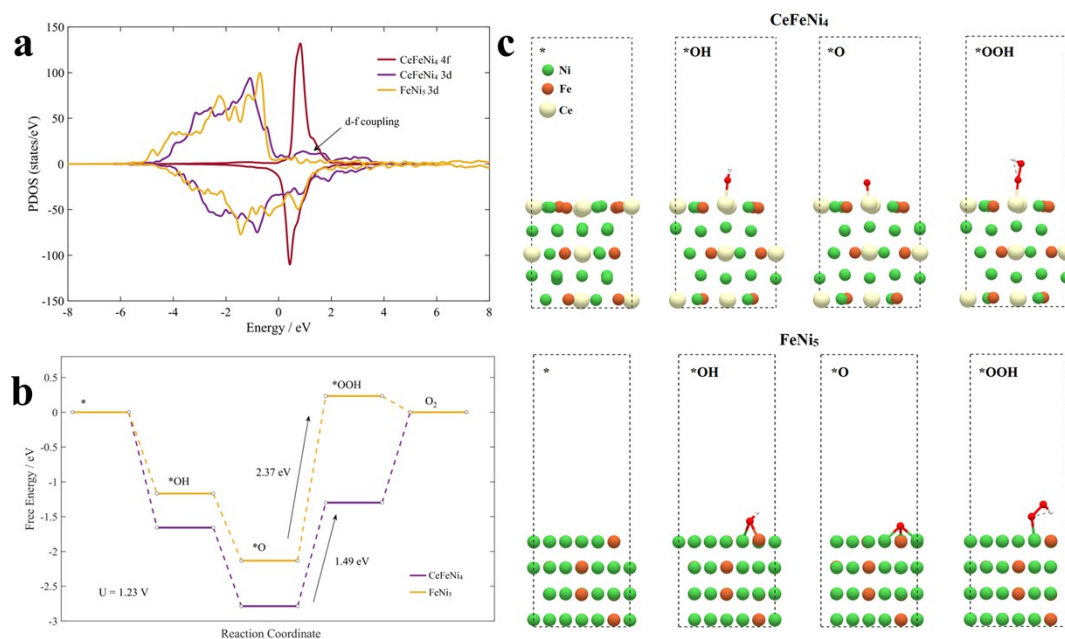 a
PDOS (states/eV)
150
100
50
0
-50
-100
-150
-8
-6
-4
-2
0
2
4
6
8
Energy / eV
CeFeNi₄ 4f
CeFeNi₄ 3d
FeNi₅ 3d
d-f coupling
b
Free Energy / eV
0.5
0
-0.5
-1
-1.5
-2
-2.5
-3
*
*OH
*O
*OOH
O₂
2.37 eV
1.49 eV
U = 1.23 V
CeFeNi₄
FeNi₅
Reaction Coordinate
c
CeFeNi₄
*
Ni
Fe
Ce
*OH
*O
*OOH
FeNi₅
*
*OH
*O
*OOH